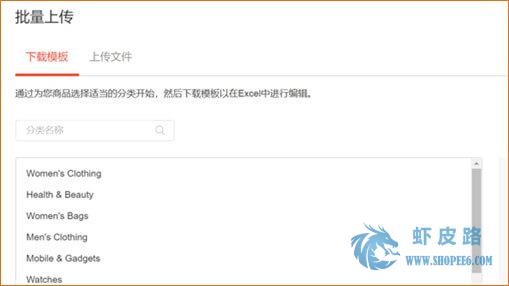 批量上传
下载模板 上传文件
通过为您商品选择适当的分类开始，然后下载模板以在Excel中进行编辑。
分类名称
Women's Clothing
Health & Beauty
Women's Bags
Men's Clothing
Mobile & Gadgets
Watches
虾皮路
WWW.SHOPEE6.COM